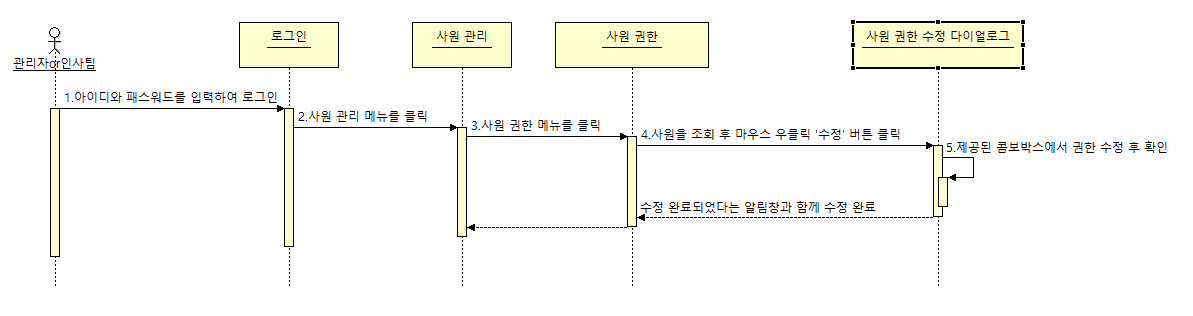 로그인
사원 관리
사원 권한
사원 권한 수정 다이얼로그
관리자or인사팀
1.아이디와 패스워드를 입력하여 로그인
2.사원 관리 메뉴를 클릭
3.사원 권한 메뉴를 클릭
4.사원을 조회 후 마우스 우클릭 '수정' 버튼 클릭
5.제공된 콤보박스에서 권한 수정 후 확인
수정 완료되었다는 알림창과 함께 수정 완료